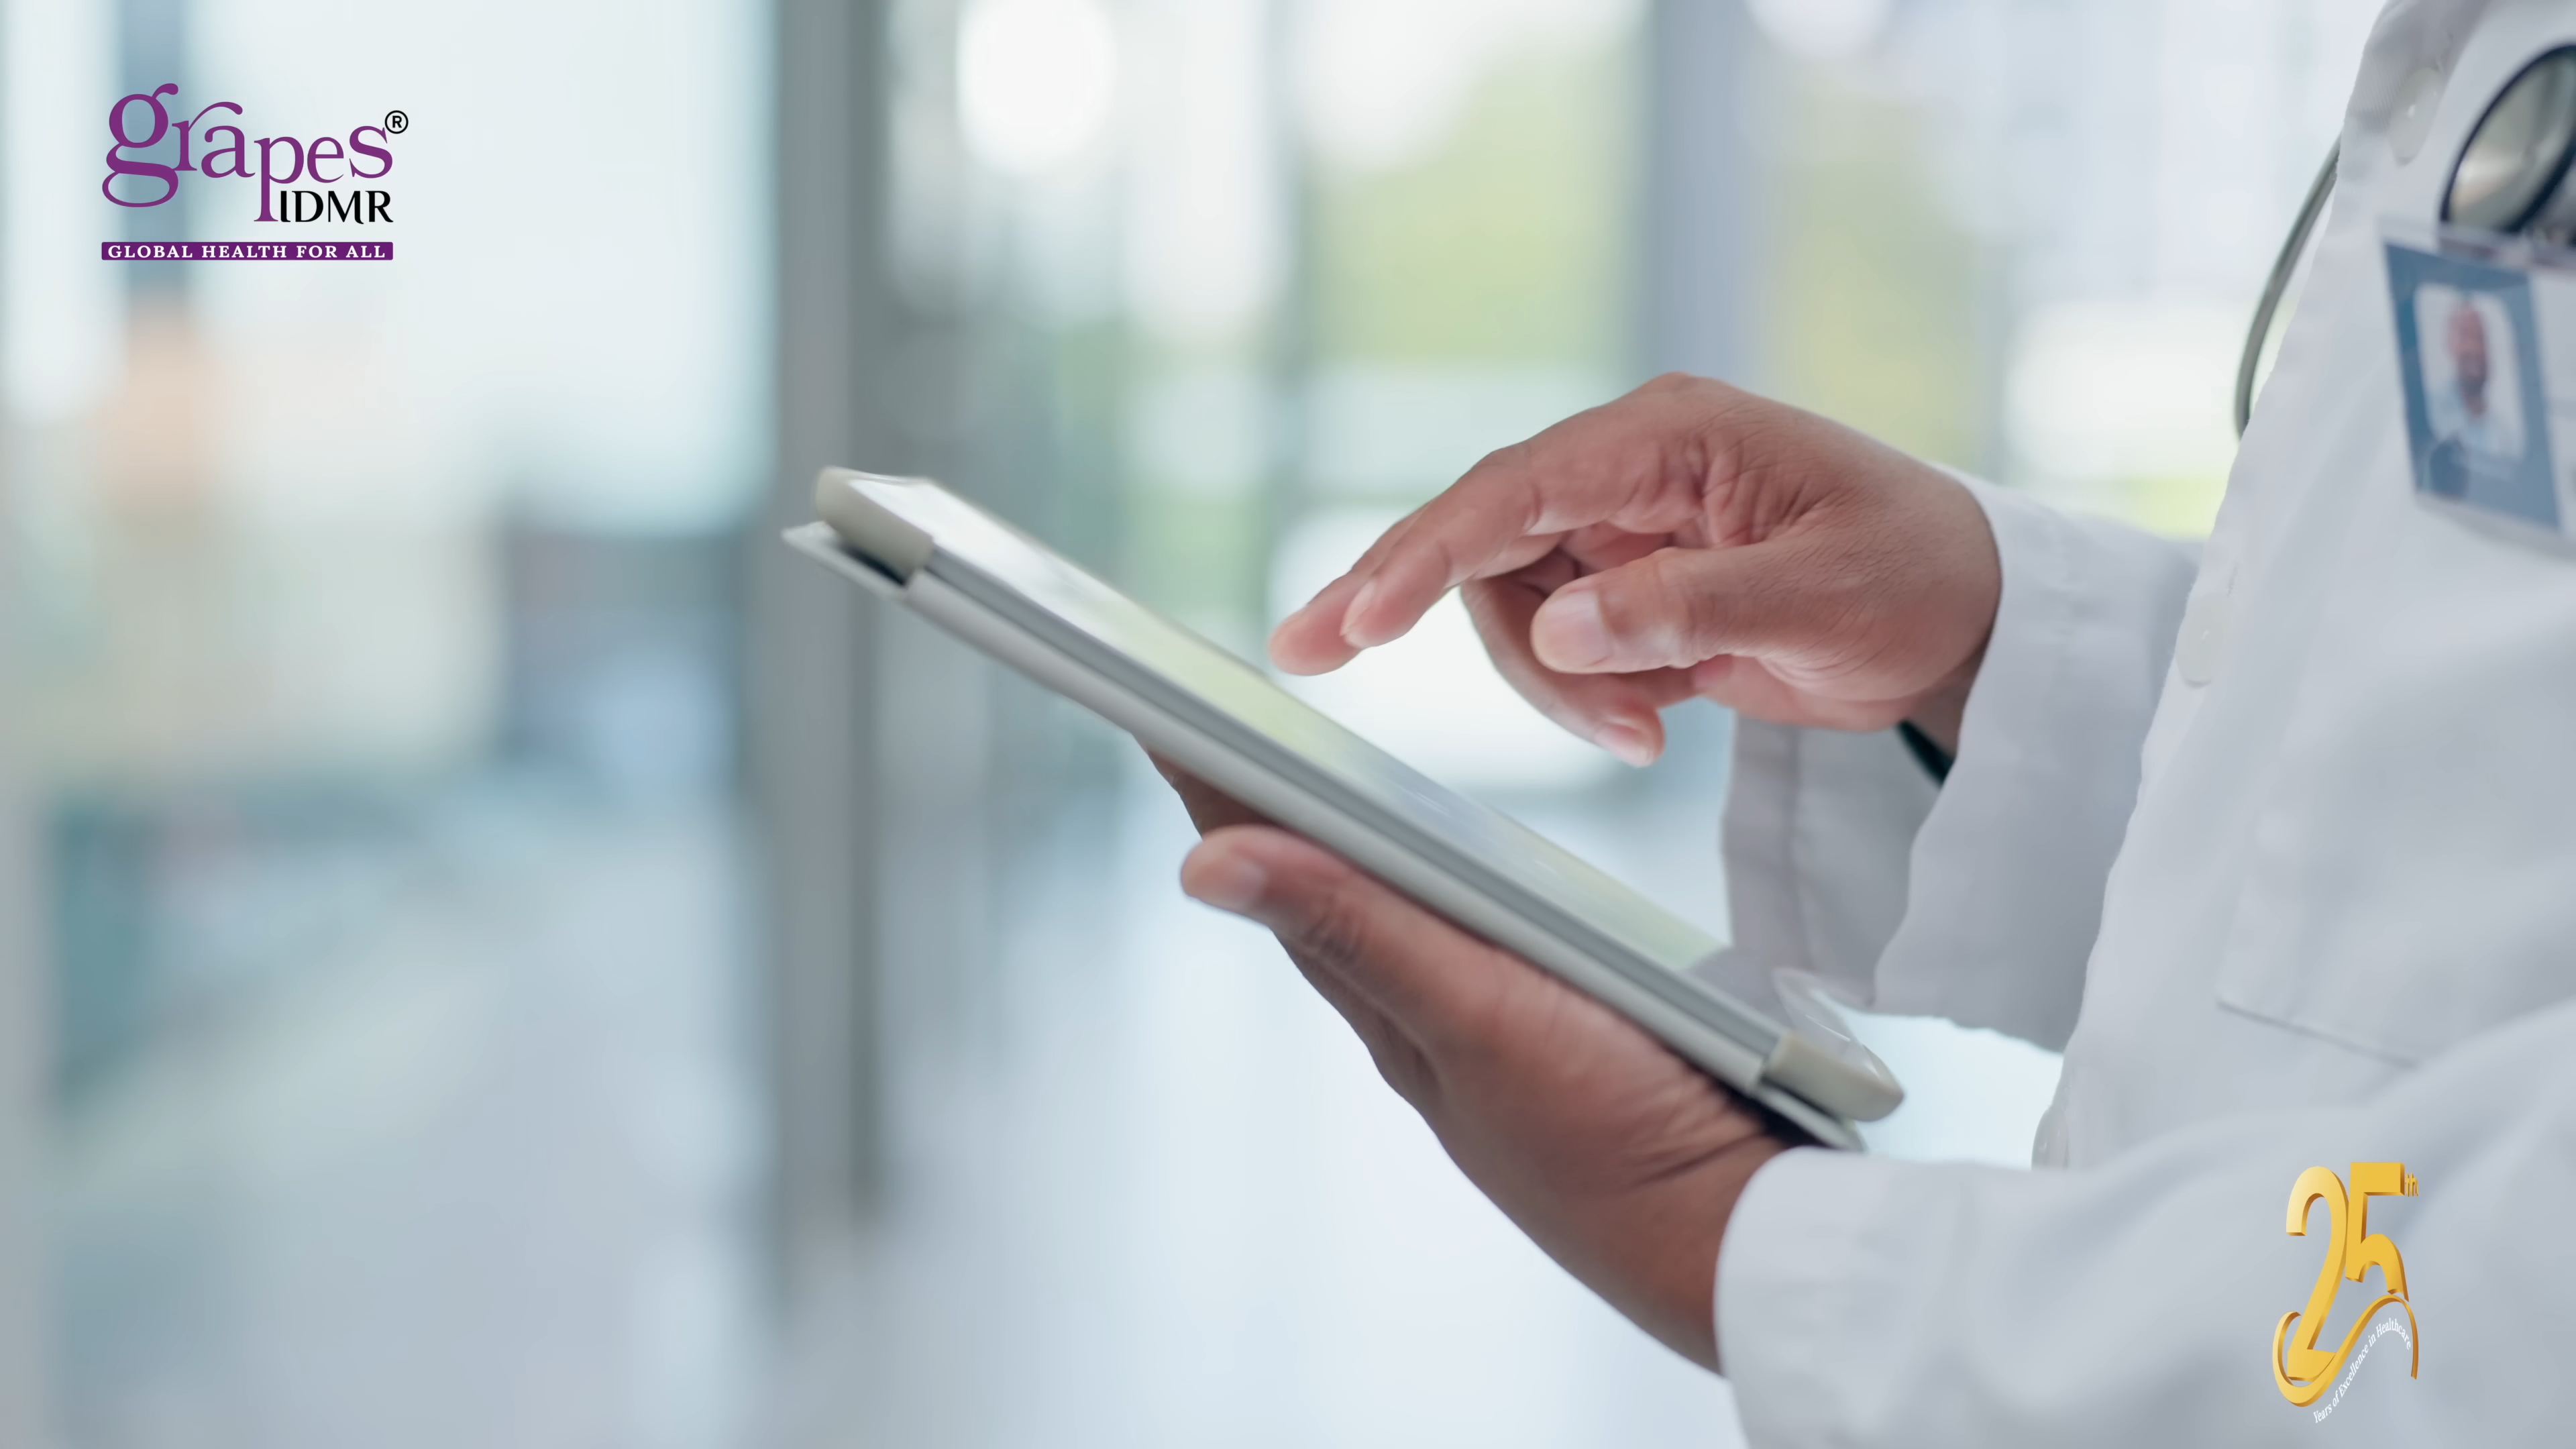 grapes®
IDMR
GLOBAL HEALTH FOR ALL
25th
Years of Excellence in Healthcare